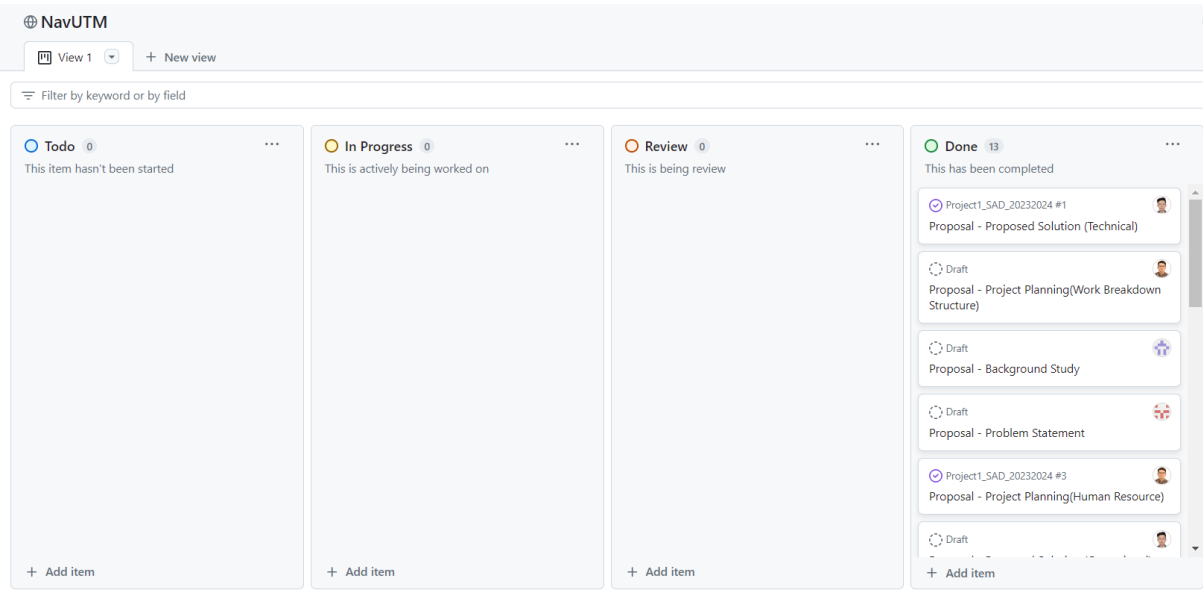 NavUTM
View 1
New view
Filter by keyword or by field
Todo 0
This item hasn't been started
Add item
In Progress 0
This is actively being worked on
Add item
Review 0
This is being review
Add item
Done 13
This has been completed
Project1_SAD_20232024 #1
Proposal - Proposed Solution (Technical)
Draft
Proposal - Project Planning(Work Breakdown
Structure)
Draft
Proposal - Background Study
Draft
Proposal - Problem Statement
Project1_SAD_20232024 #3
Proposal - Project Planning(Human Resource)
Draft
Add item